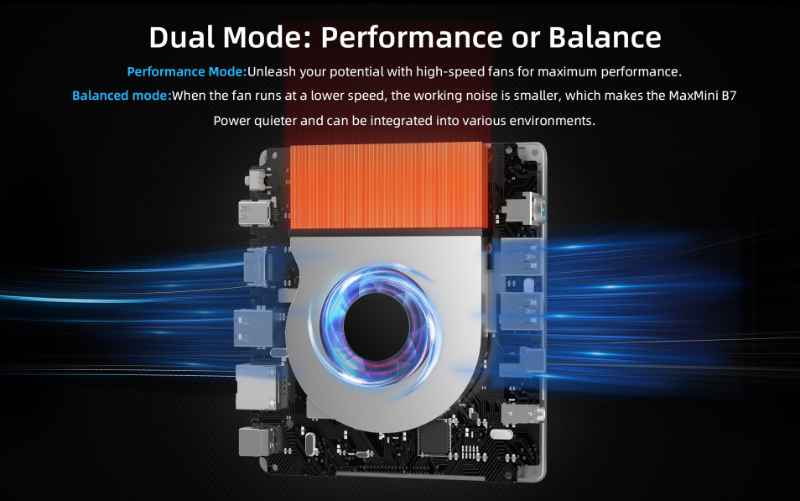 Dual Mode: Performance or Balance
Performance Mode:Unleash your potential with high-speed fans for maximum performance.
Balanced mode:When the fan runs at a lower speed, the working noise is smaller, which makes the MaxMini B7
Power quieter and can be integrated into various environments.